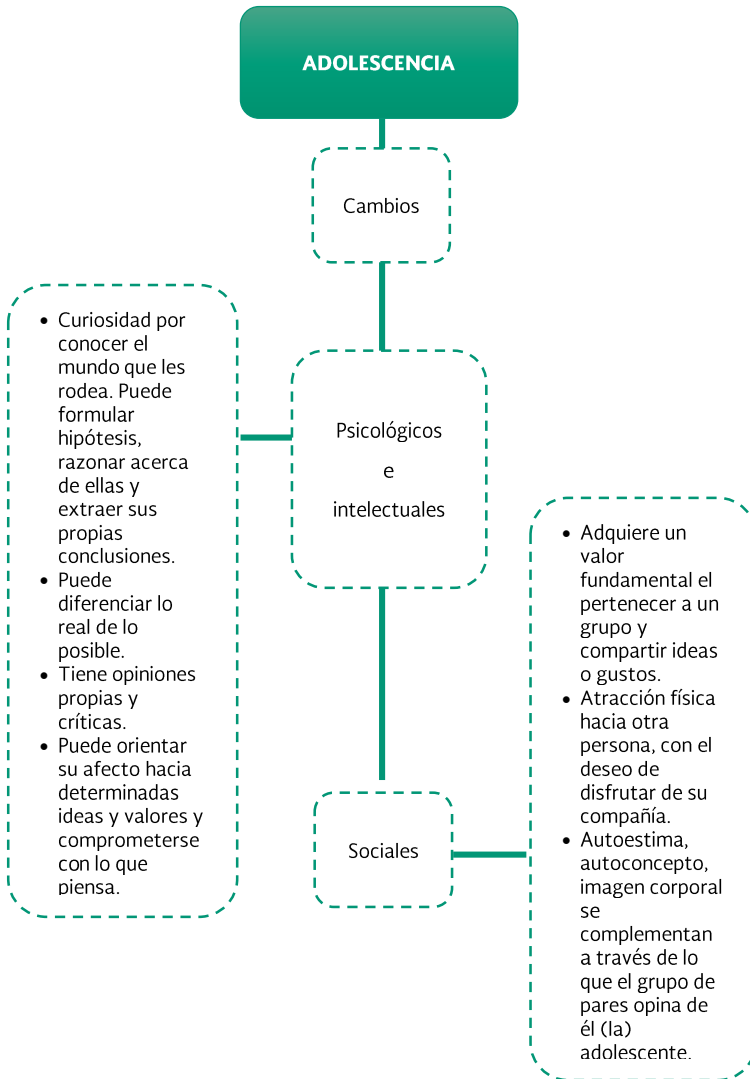 ADOLESCENCIA
Cambios
Psicológicos
e
intelectuales
• Curiosidad por
conocer el
mundo que les
rodea. Puede
formular
hipótesis,
razonar acerca
de ellas y
extraer sus
propias
conclusiones.
• Puede
diferenciar lo
real de lo
posible.
• Tiene opiniones
propias y
críticas.
• Puede orientar
su afecto hacia
determinadas
ideas y valores y
comprometerse
con lo que
piensa.
Sociales
• Adquiere un
valor
fundamental el
pertenecer a un
grupo y
compartir ideas
o gustos.
• Atracción física
hacia otra
persona, con el
deseo de
disfrutar de su
compañía.
• Autoestima,
autoconcepto,
imagen corporal
se
complementan
a través de lo
que el grupo de
pares opina de
él (la)
adolescente.